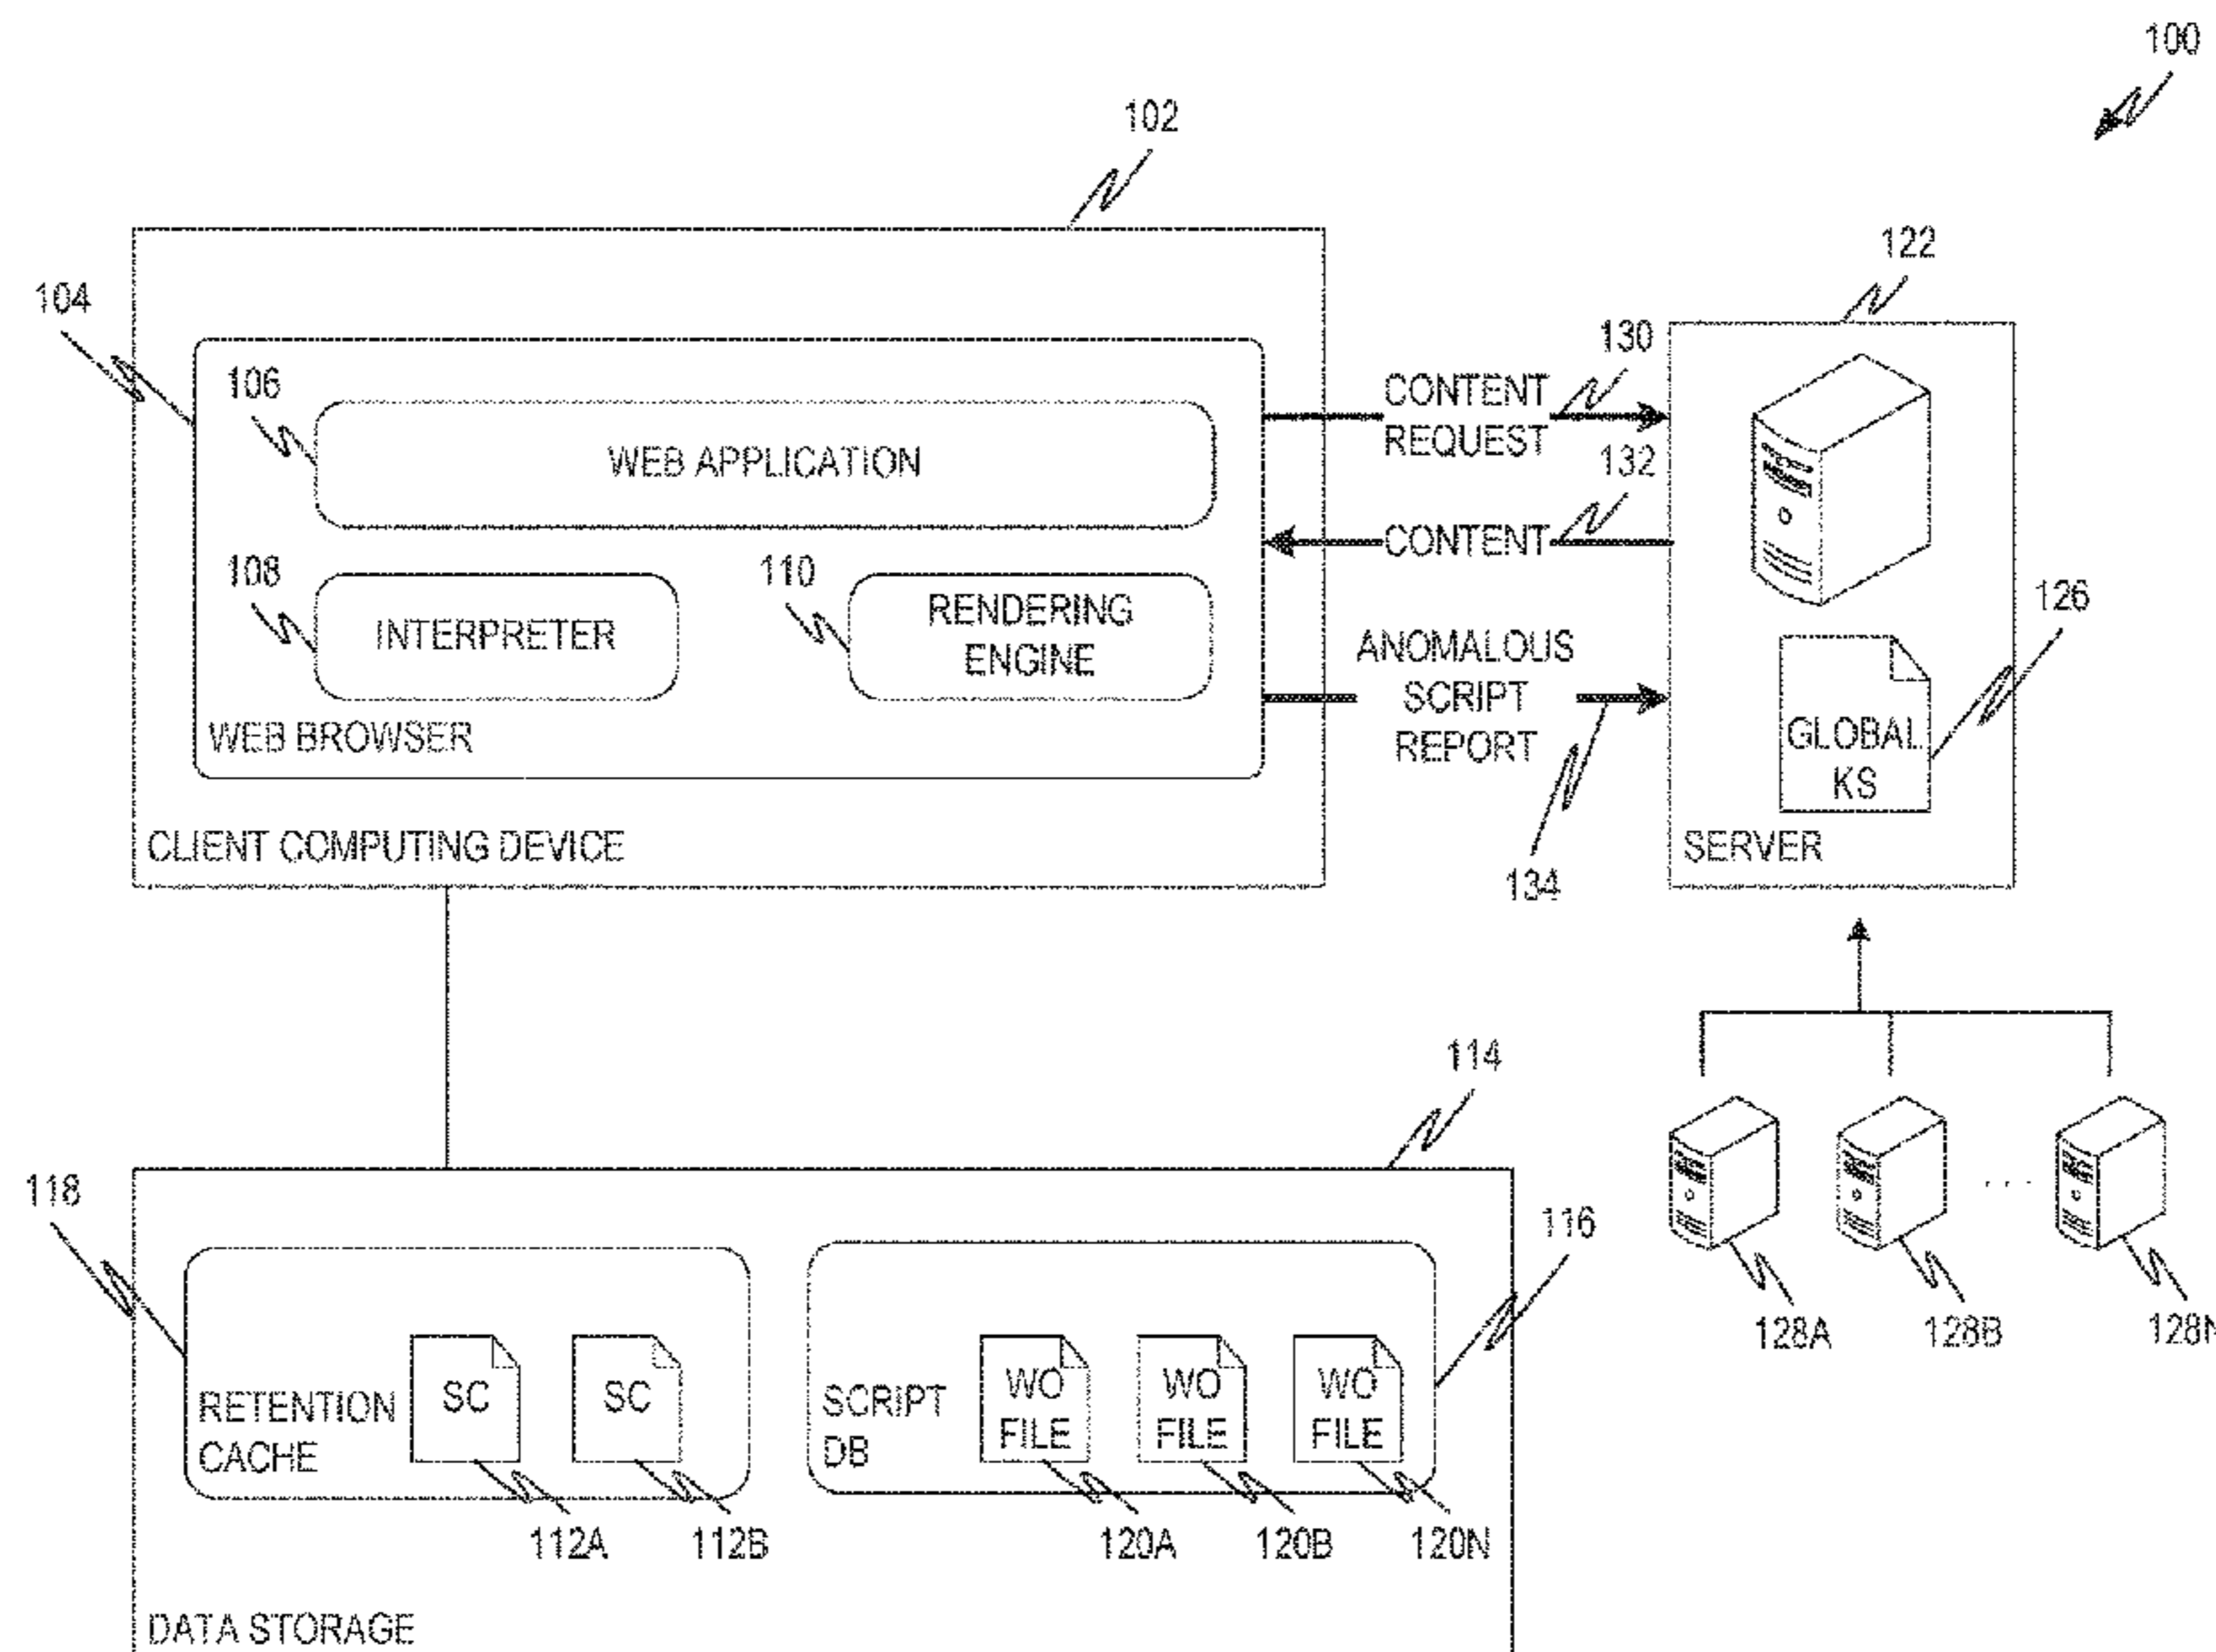 100
102
122
104
130
106
CONTENT
REQUEST
WEB APPLICATION
132
CONTENT
108
110
126
INTERPRETER
RENDERING
ENGINE
ANOMALOUS
SCRIPT
REPORT
WEB BROWSER
GLOBAL
KS
CLIENT COMPUTING DEVICE
SERVER
134
114
118
116
128A
128B
128N
RETENTION
CACHE
SC
SC
SCRIPT
DB
WO
FILE
WO
FILE
WO
FILE
112A
112B
120A
120B
120N
DATA STORAGE